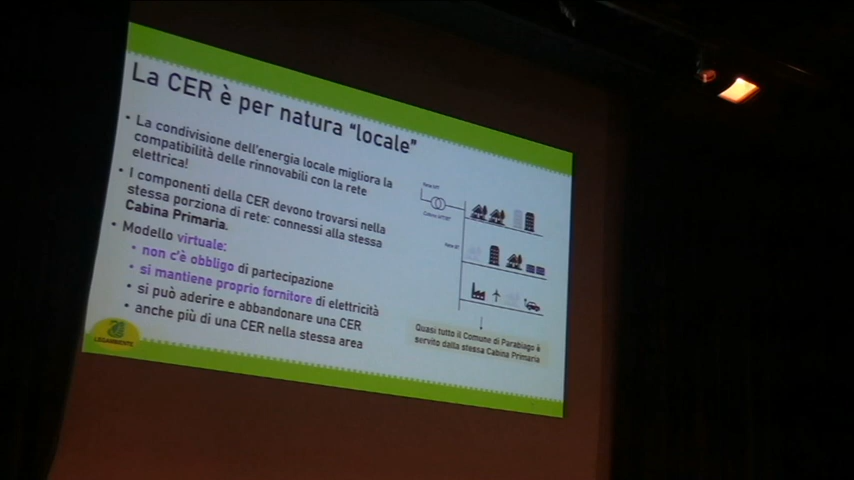 La CER è per natura "locale"
• La condivisione dell'energia locale migliora la
compatibilità delle rinnovabili con la rete
elettrica!
• I componenti della CER devono trovarsi nella
stessa porzione di rete: connessi alla stessa
Cabina Primaria.
• Modello virtuale:
• non c'è obbligo di partecipazione
• si mantiene proprio fornitore di elettricità
• si può aderire e abbandonare una CER
• anche più di una CER nella stessa area
Quasi tutto il Comune di Parabiago è
servito dalla stessa Cabina Primaria
LEGAMBIENTE